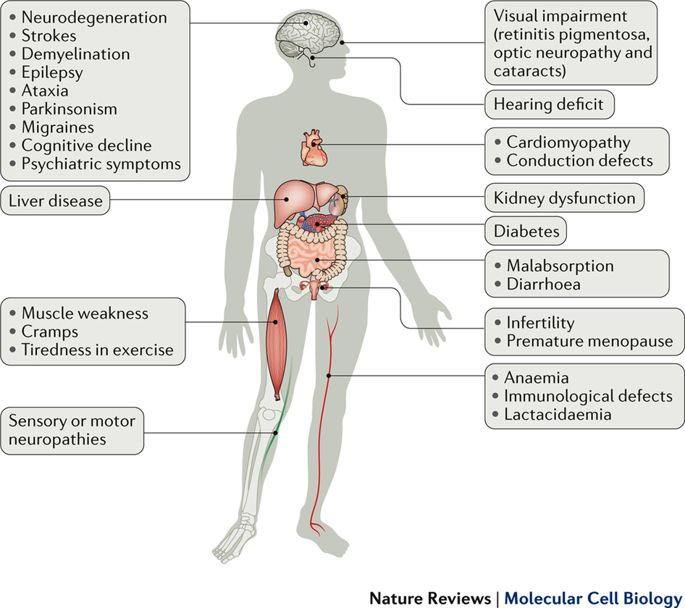 • Neurodegeneration
• Strokes
• Demyelination
• Epilepsy
• Ataxia
• Parkinsonism
• Migraines
• Cognitive decline
• Psychiatric symptoms
Liver disease
• Muscle weakness
• Cramps
• Tiredness in exercise
Sensory or motor
neuropathies
Visual impairment
(retinitis pigmentosa,
optic neuropathy and
cataracts)
Hearing deficit
• Cardiomyopathy
• Conduction defects
Kidney dysfunction
Diabetes
• Malabsorption
• Diarrhoea
• Infertility
• Premature menopause
• Anaemia
• Immunological defects
• Lactacidaemia
Nature Reviews | Molecular Cell Biology